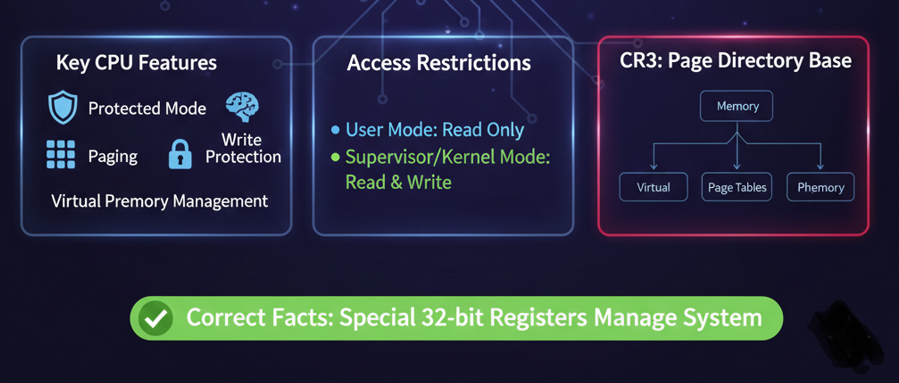 Key CPU Features
Protected Mode
Paging
Write
Protection
Virtual Premory Management
Access Restrictions
• User Mode: Read Only
• Supervisor/Kernel Mode:
Read & Write
CR3: Page Directory Base
Memory
Virtual
Page Tables
Phemory
Correct Facts: Special 32-bit Registers Manage System